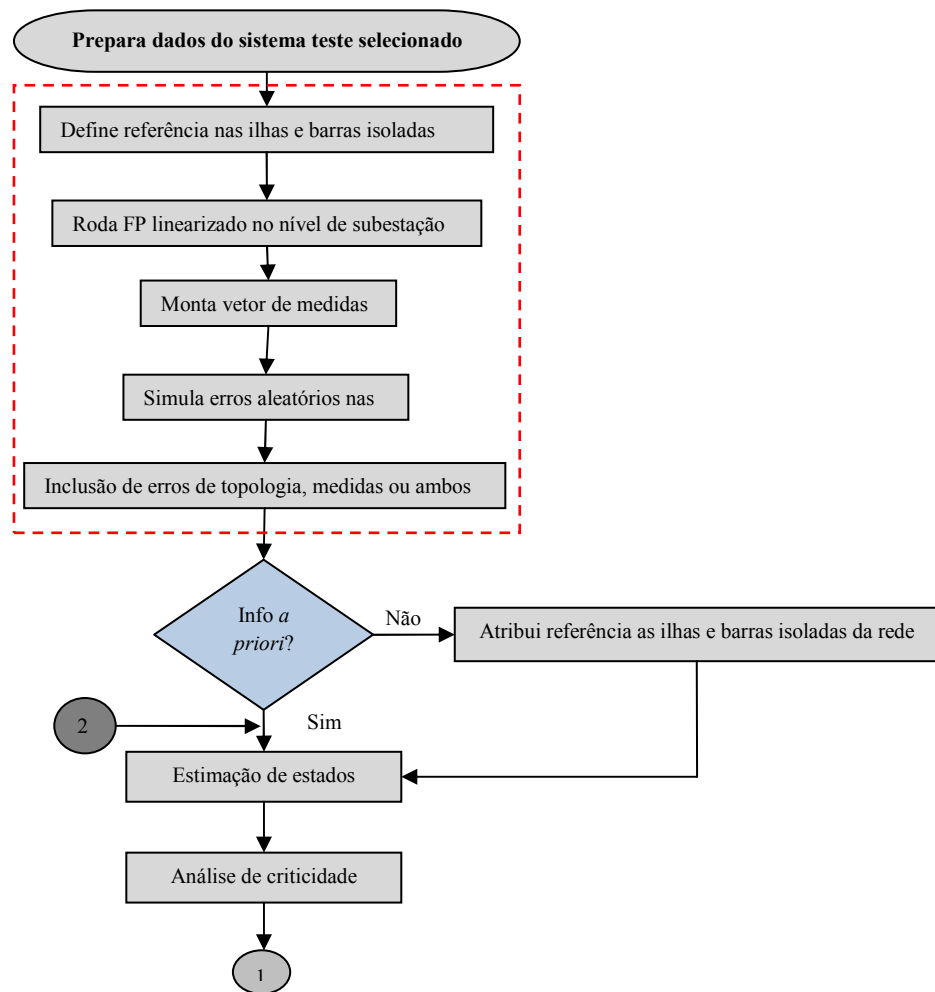 Prepara dados do sistema teste selecionado
Define referência nas ilhas e barras isoladas
Roda FP linearizado no nível de subestação
Monta vetor de medidas
Simula erros aleatórios nas
Inclusão de erros de topologia, medidas ou ambos
Info a
priori?
Não
Atribui referência as ilhas e barras isoladas da rede
2
Sim
Estimação de estados
Análise de criticidade
1